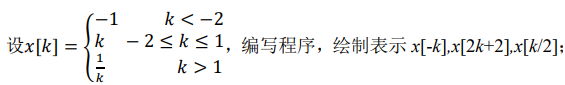 设x[k] = { −1 k < −2
k − 2 ≤ k ≤ 1 ，编写程序，绘制表示 x[-k],x[2k+2],x[k/2];
1/k k > 1